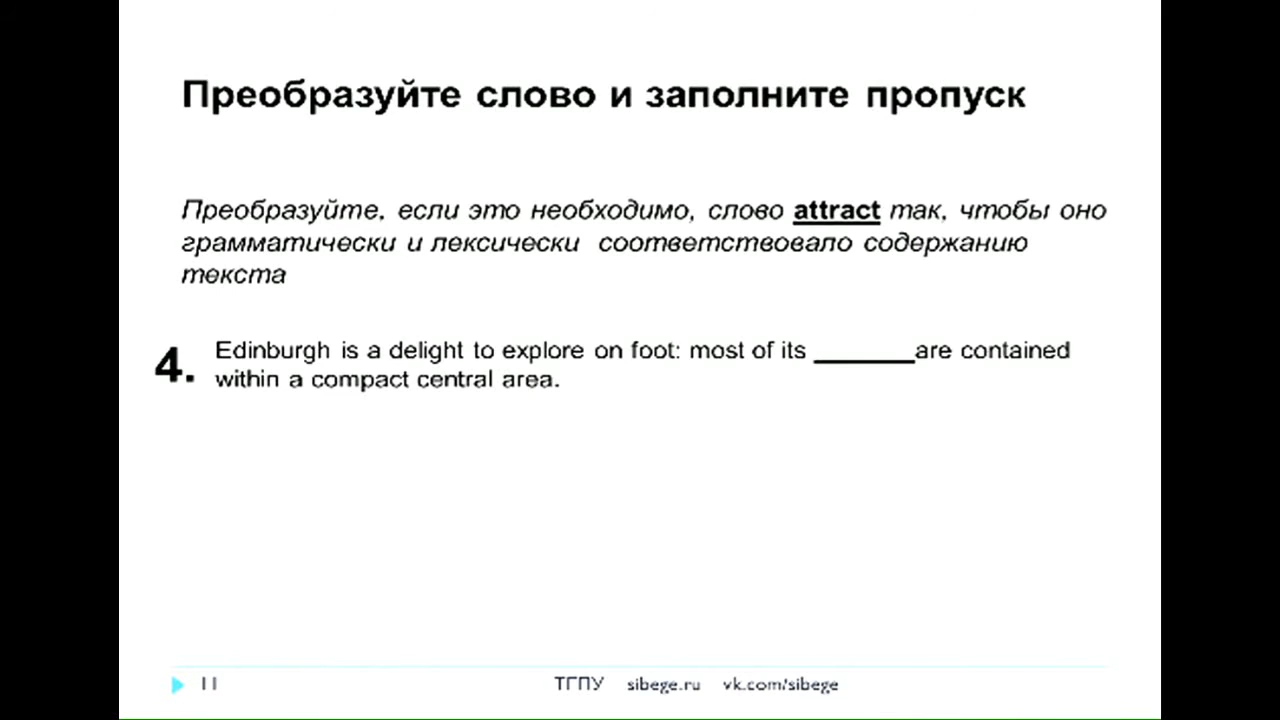 Преобразуйте слово и заполните пропуск
Преобразуйте, если это необходимо, слово attract так, чтобы оно
грамматически и лексически соответствовало содержанию
текста
4. Edinburgh is a delight to explore on foot: most of its ________are contained
within a compact central area.
11 ТГПУ sibege.ru vk.com/sibege